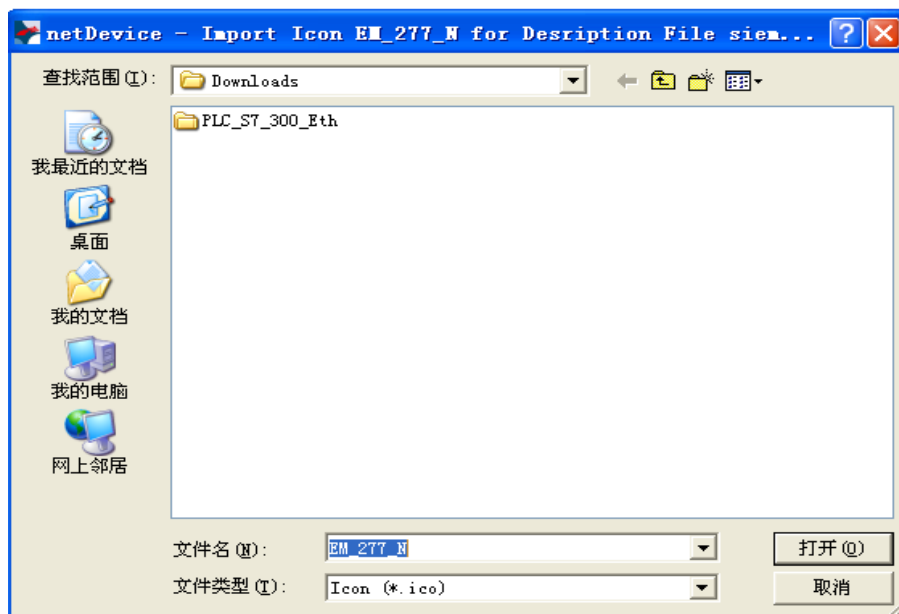 netDevice - Import Icon EM_277_N for Desription File siem...
查找范围(I): Downloads
PLC_S7_300_Eth
我最近的文档
桌面
我的文档
我的电脑
网上邻居
文件名(N): EM_277_N 打开(O)
文件类型(T): Icon (*.ico) 取消